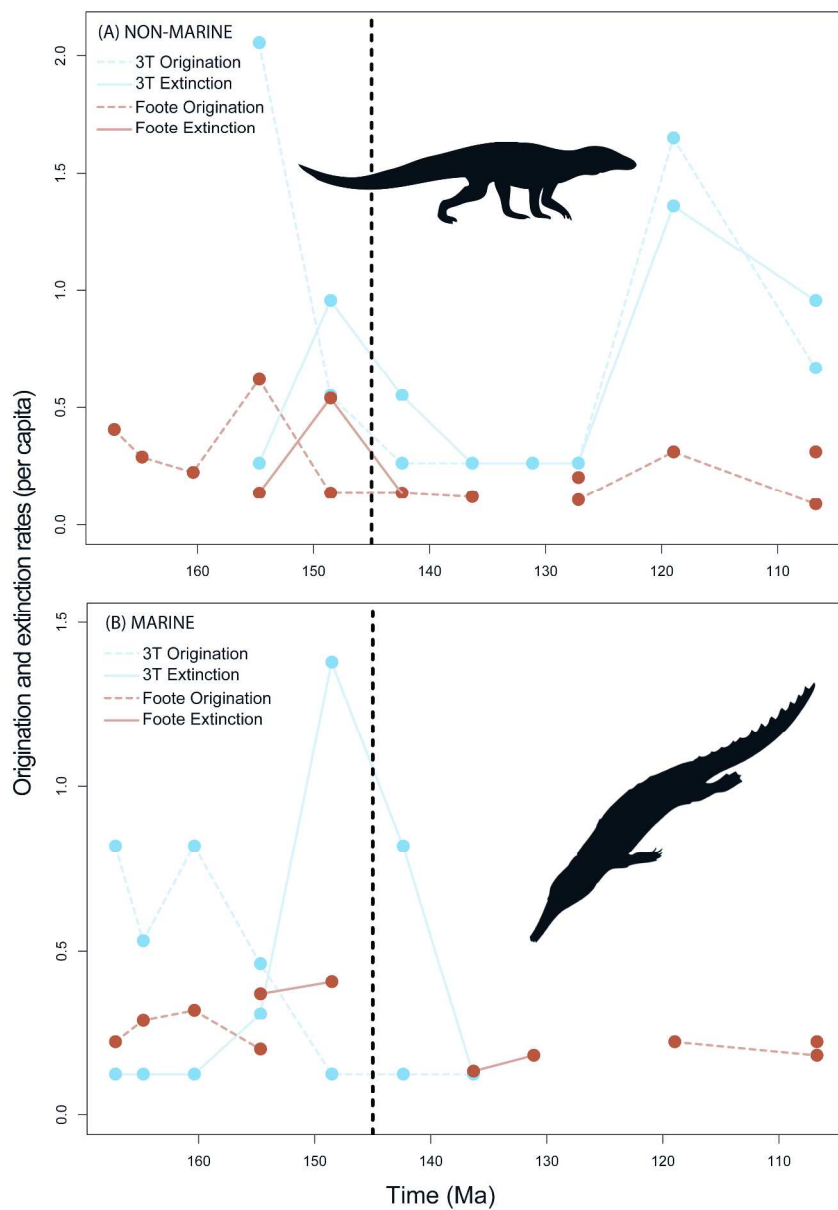 (A) NON-MARINE
3T Origination
3T Extinction
Foote Origination
Foote Extinction
2.0
1.5
1.0
0.5
0.0
160 150 140 130 120 110
(B) MARINE
3T Origination
3T Extinction
Foote Origination
Foote Extinction
1.5
1.0
0.5
0.0
160 150 140 130 120 110
Origination and extinction rates (per capita)
Time (Ma)